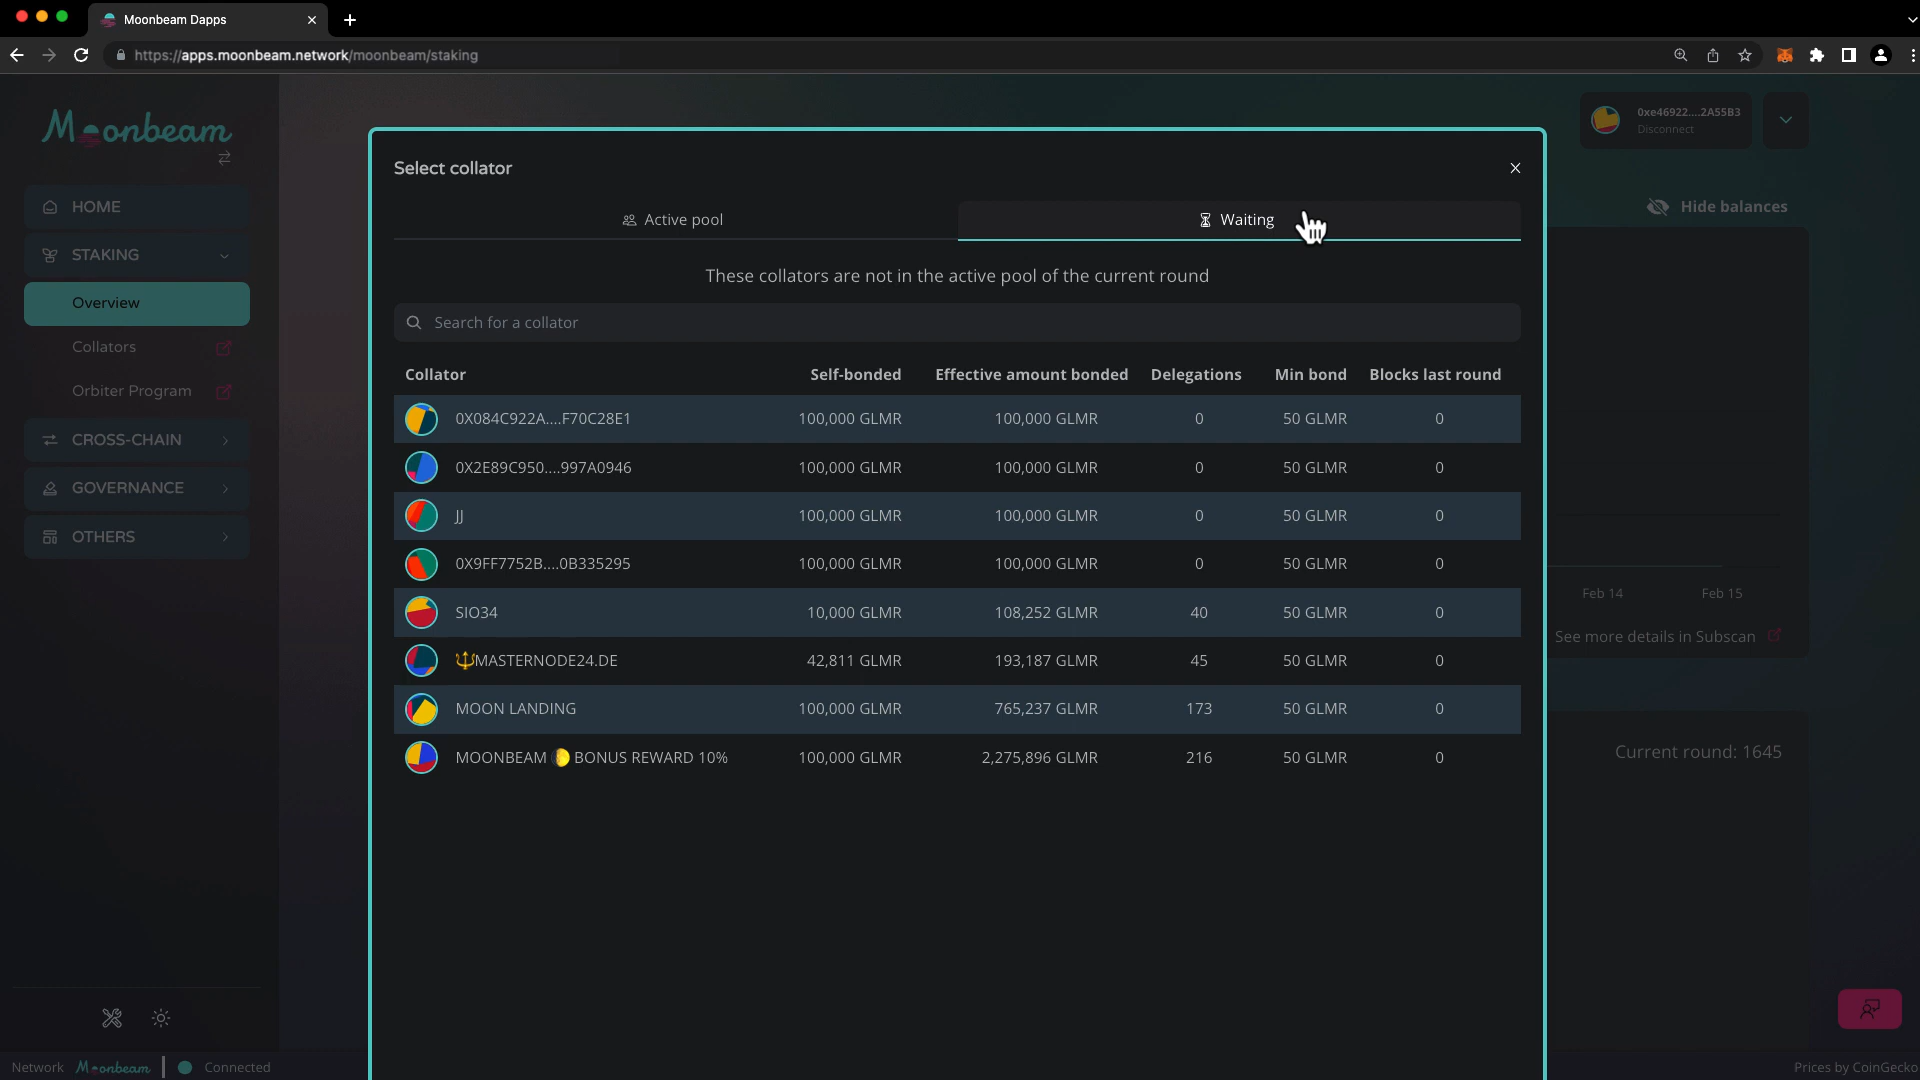 Moonbeam Dapps
https://apps.moonbeam.network/moonbeam/staking
Moonbeam
0xe46922....2A55B3
Disconnect
HOME
STAKING
Overview
Collators
Orbiter Program
CROSS-CHAIN
GOVERNANCE
OTHERS
Hide balances
Select collator
Active pool
Waiting
These collators are not in the active pool of the current round
Search for a collator
Collator Self-bonded Effective amount bonded Delegations Min bond Blocks last round
0X084C922A....F70C28E1 100,000 GLMR 100,000 GLMR 0 50 GLMR 0
0X2E89C950....997A0946 100,000 GLMR 100,000 GLMR 0 50 GLMR 0
JJ 100,000 GLMR 100,000 GLMR 0 50 GLMR 0
0X9FF7752B....0B335295 100,000 GLMR 100,000 GLMR 0 50 GLMR 0
SIO34 10,000 GLMR 108,252 GLMR 40 50 GLMR 0
🔱MASTERNODE24.DE 42,811 GLMR 193,187 GLMR 45 50 GLMR 0
MOON LANDING 100,000 GLMR 765,237 GLMR 173 50 GLMR 0
MOONBEAM 🌔 BONUS REWARD 10% 100,000 GLMR 2,275,896 GLMR 216 50 GLMR 0
Feb 14 Feb 15
See more details in Subscan
Current round: 1645
Network Moonbeam Connected
Prices by CoinGecko